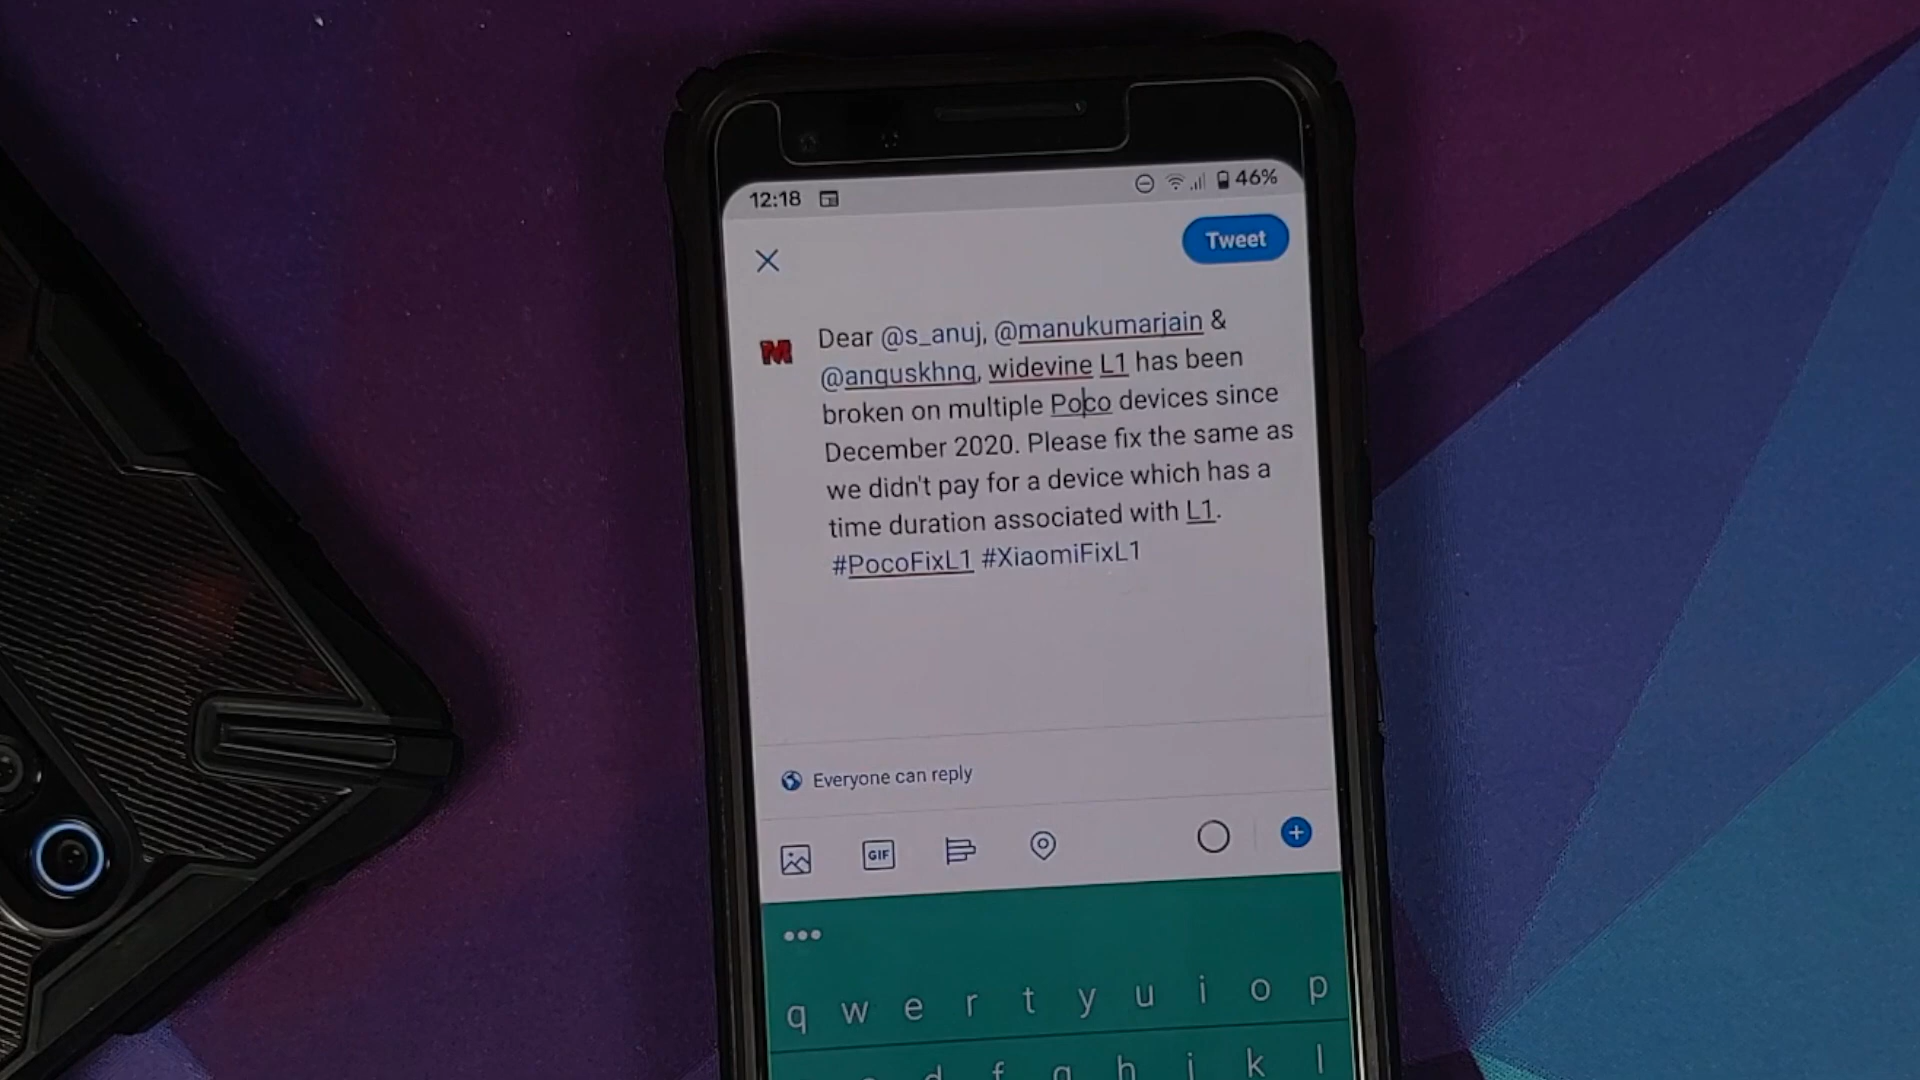 12:18 46%
Tweet
M
Dear @s_anuj, @manukumarjain &
@anguskhng, widevine L1 has been
broken on multiple Poco devices since
December 2020. Please fix the same as
we didn't pay for a device which has a
time duration associated with L1.
#PocoFixL1 #XiaomiFixL1
Everyone can reply
GIF
q w e r t y u i o p
d f g h j k l